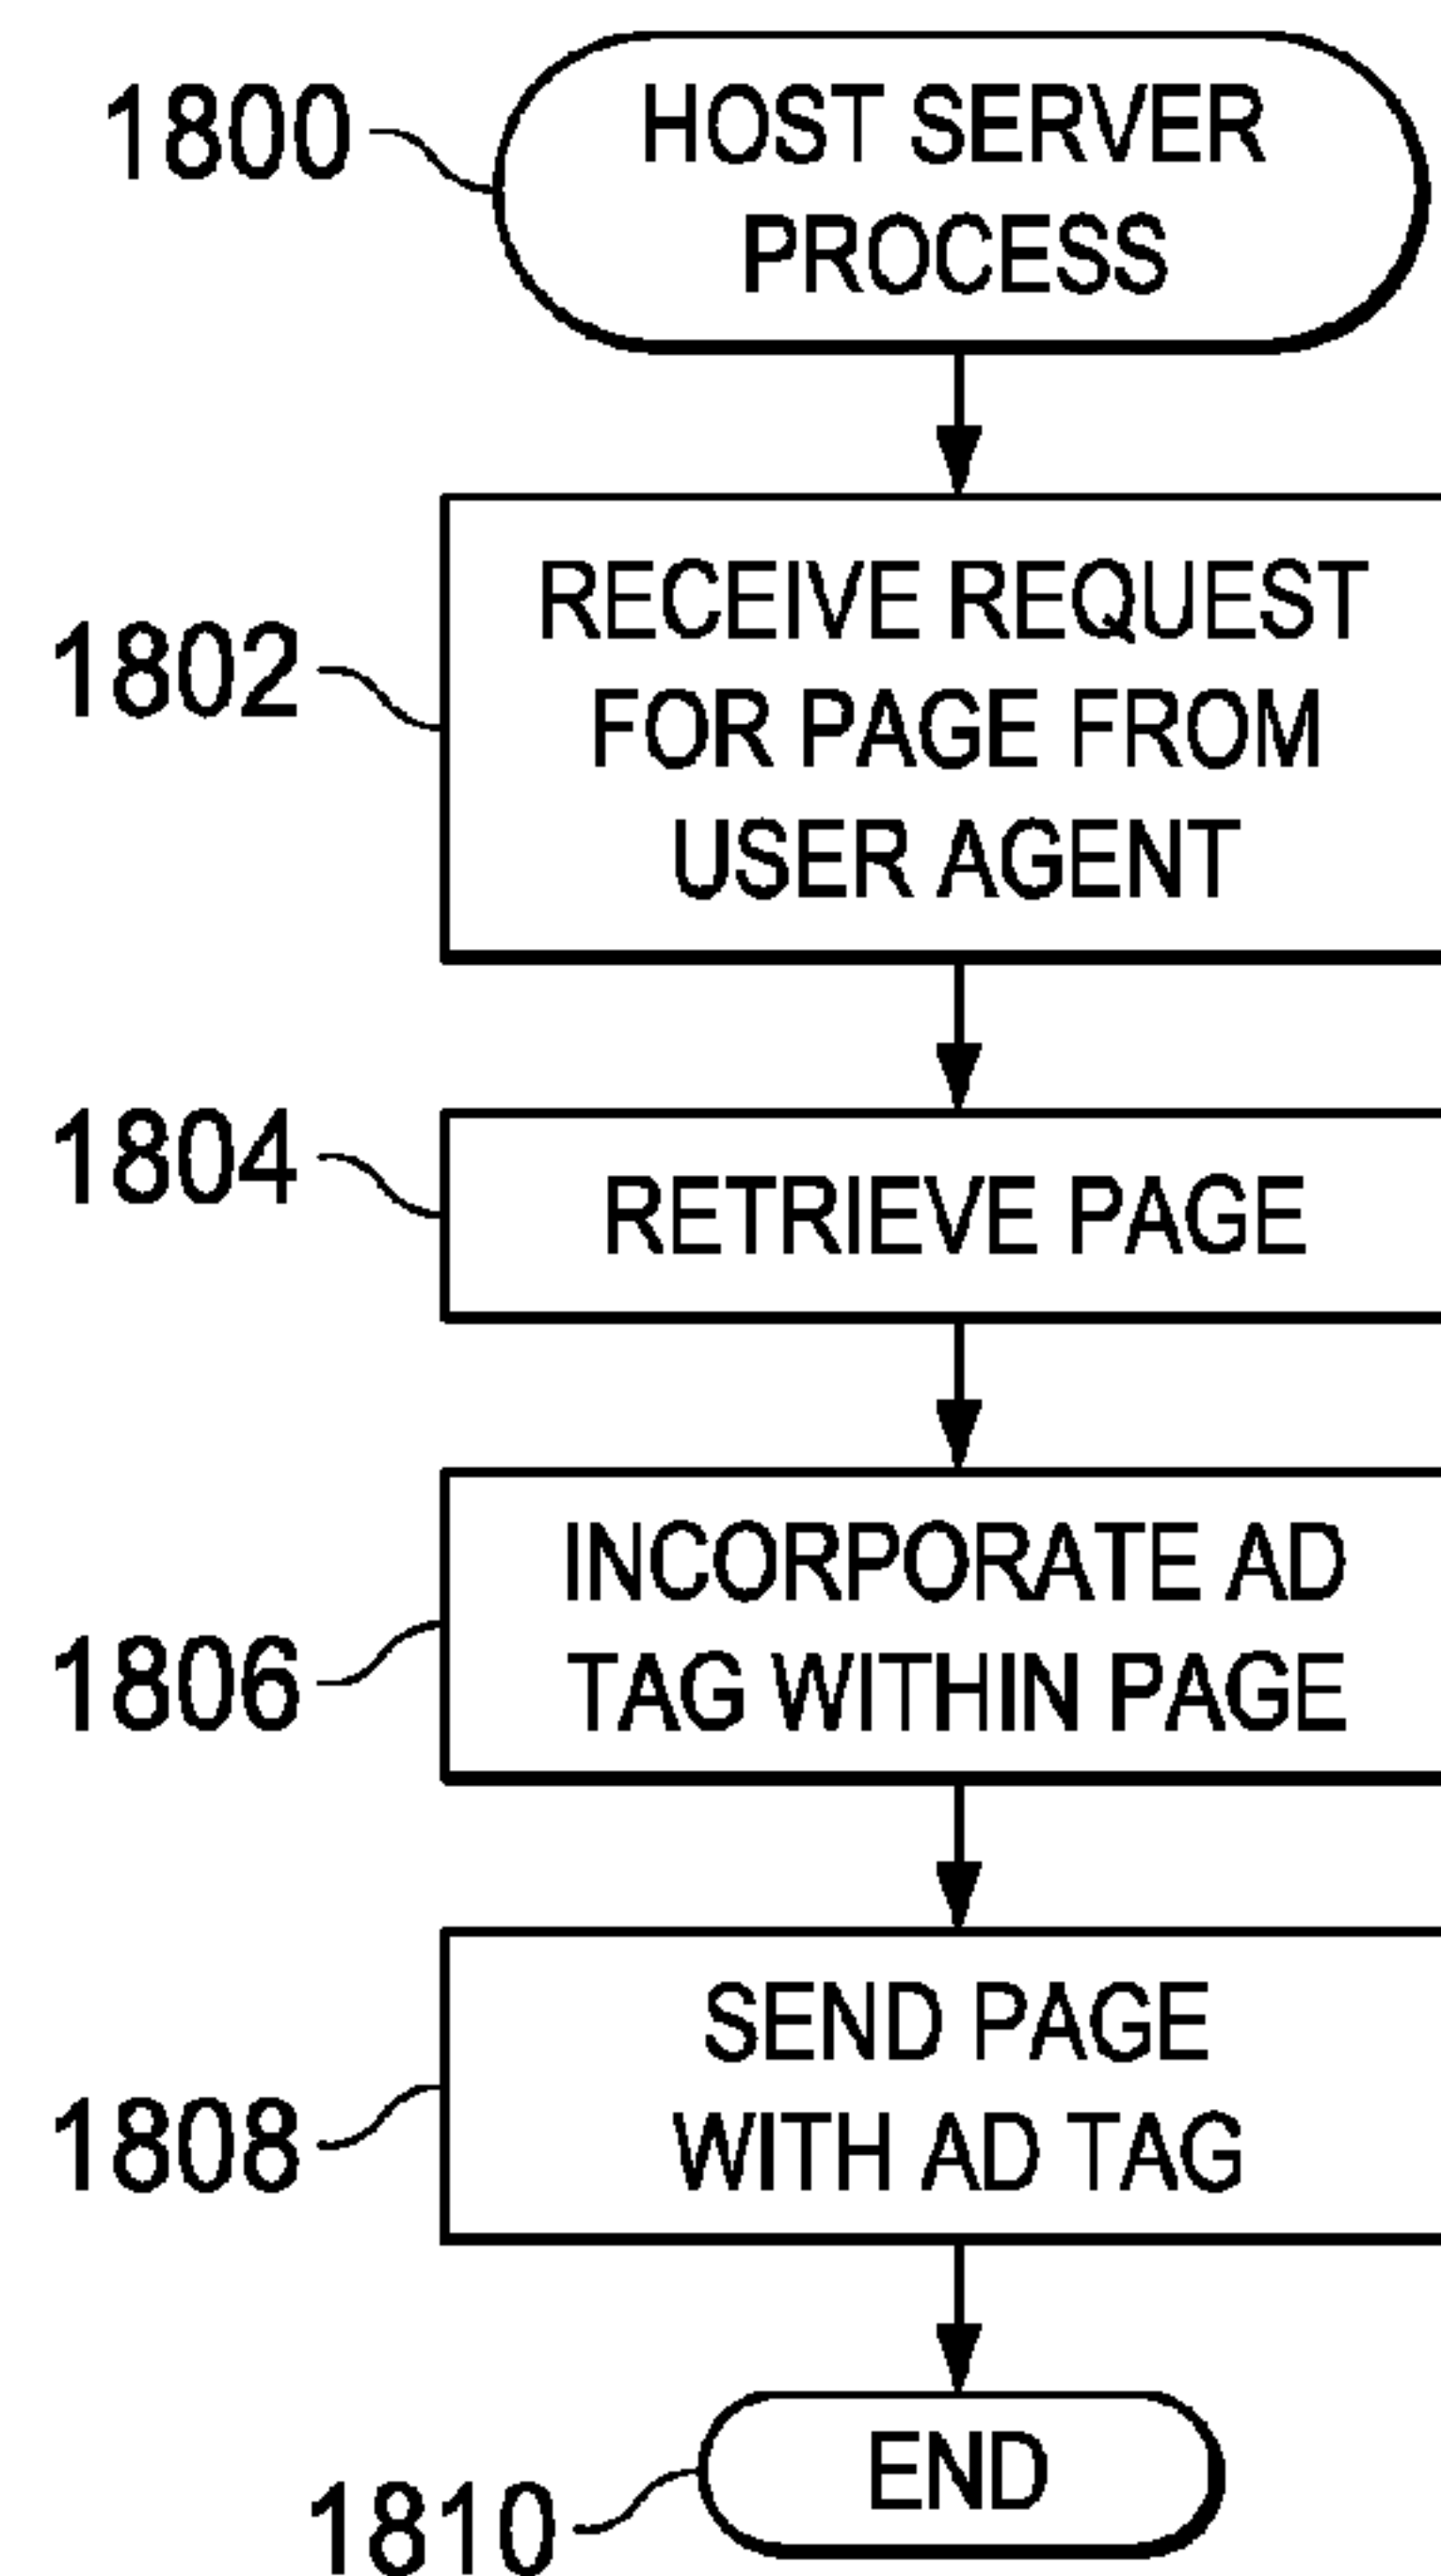 1800
HOST SERVER
PROCESS
1802
RECEIVE REQUEST
FOR PAGE FROM
USER AGENT
1804
RETRIEVE PAGE
1806
INCORPORATE AD
TAG WITHIN PAGE
1808
SEND PAGE
WITH AD TAG
1810
END